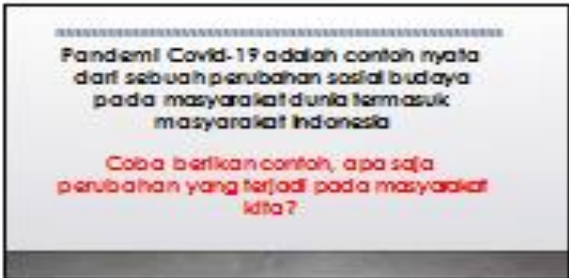 Pandemi Covid-19 adalah contoh nyata
dari sebuah perubahan sosial budaya
pada masyarakat dunia termasuk
masyarakat Indonesia
Coba berikan contoh, apa saja
perubahan yang terjadi pada masyarakat
kita?